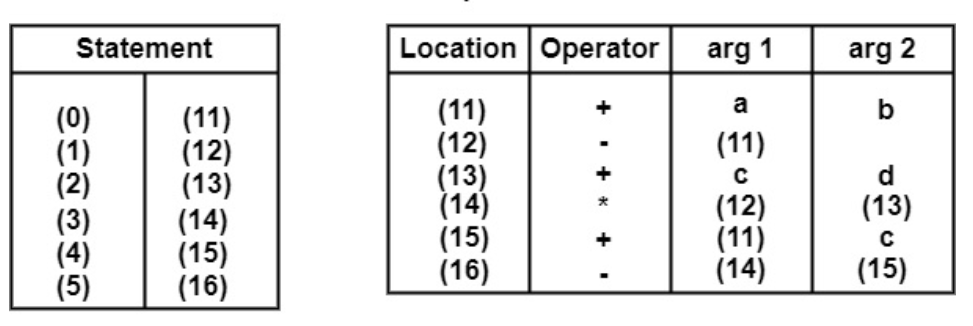 Statement
(0) (11)
(1) (12)
(2) (13)
(3) (14)
(4) (15)
(5) (16)
Location Operator arg 1 arg 2
(11) + a b
(12) - (11)
(13) + c d
(14) * (12) (13)
(15) + (11) c
(16) - (14) (15)